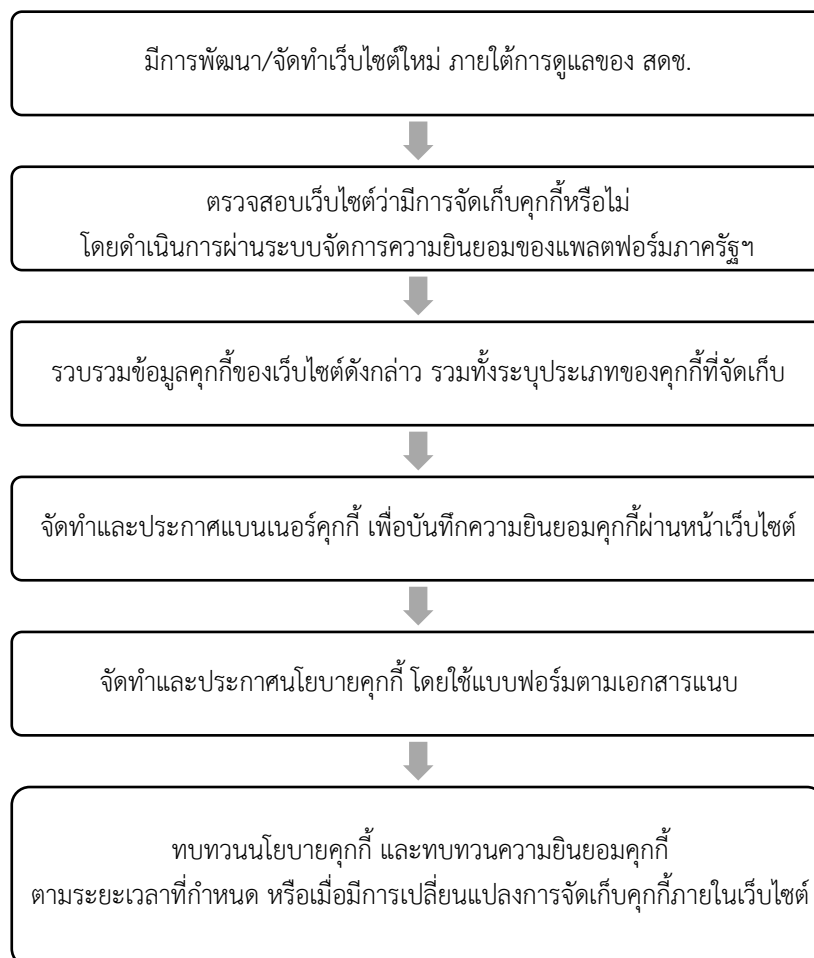 มีการพัฒนา/จัดทำเว็บไซต์ใหม่ ภายใต้การดูแลของ สดช.
ตรวจสอบเว็บไซต์ว่ามีการจัดเก็บคุกกี้หรือไม่
โดยดำเนินการผ่านระบบจัดการความยินยอมของแพลตฟอร์มภาครัฐฯ
รวบรวมข้อมูลคุกกี้ของเว็บไซต์ดังกล่าว รวมทั้งระบุประเภทของคุกกี้ที่จัดเก็บ
จัดทำและประกาศแบนเนอร์คุกกี้ เพื่อบันทึกความยินยอมคุกกี้ผ่านหน้าเว็บไซต์
จัดทำและประกาศนโยบายคุกกี้ โดยใช้แบบฟอร์มตามเอกสารแนบ
ทบทวนนโยบายคุกกี้ และทบทวนความยินยอมคุกกี้
ตามระยะเวลาที่กำหนด หรือเมื่อมีการเปลี่ยนแปลงการจัดเก็บคุกกี้ภายในเว็บไซต์